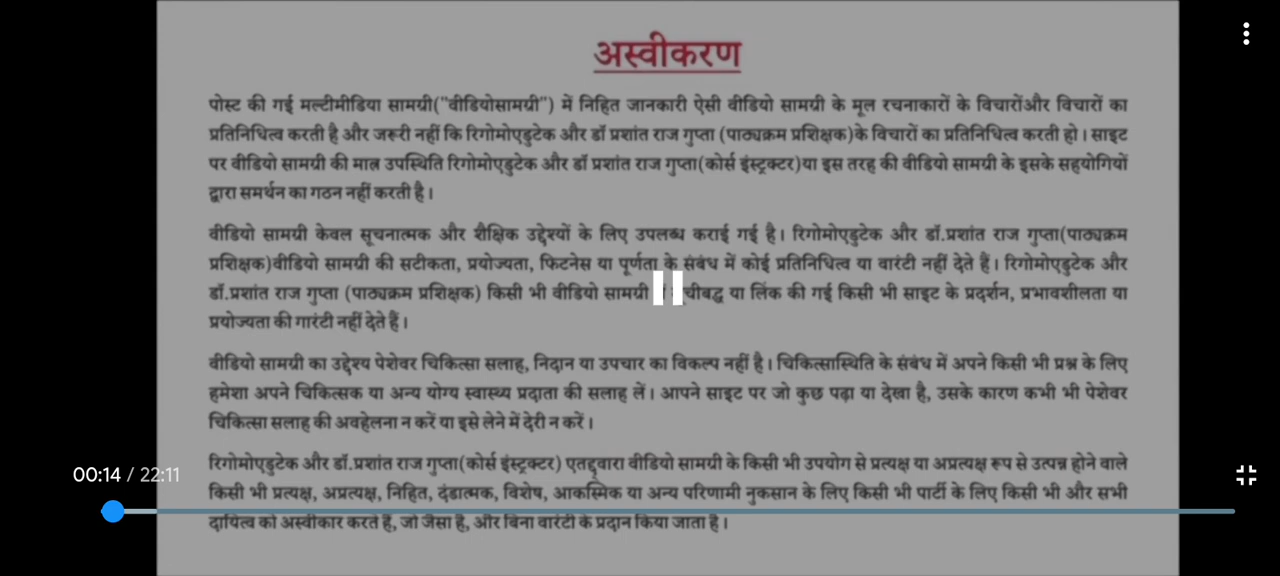 अस्वीकरण
पोस्ट की गई मल्टीमीडिया सामग्री("वीडियोसामग्री") में निहित जानकारी ऐसी वीडियो सामग्री के मूल रचनाकारों के विचारोंऔर विचारों का
प्रतिनिधित्व करती है और जरूरी नहीं कि रिगोमोएडुटेक और डॉ प्रशांत राज गुप्ता (पाठ्यक्रम प्रशिक्षक)के विचारों का प्रतिनिधित्व करती हो। साइट
पर वीडियो सामग्री की मात्र उपस्थिति रिगोमोएडुटेक और डॉ प्रशांत राज गुप्ता(कोर्स इंस्ट्रक्टर)या इस तरह की वीडियो सामग्री के इसके सहयोगियों
द्वारा समर्थन का गठन नहीं करती है।
वीडियो सामग्री केवल सूचनात्मक और शैक्षिक उद्देश्यों के लिए उपलब्ध कराई गई है। रिगोमोएडुटेक और डॉ.प्रशांत राज गुप्ता(पाठ्यक्रम
प्रशिक्षक)वीडियो सामग्री की सटीकता, प्रयोज्यता, फिटनेस या पूर्णता के संबंध में कोई प्रतिनिधित्व या वारंटी नहीं देते हैं। रिगोमोएडुटेक और
डॉ.प्रशांत राज गुप्ता (पाठ्यक्रम प्रशिक्षक) किसी भी वीडियो सामग्री या लिंक की गई किसी भी साइट के प्रदर्शन, प्रभावशीलता या
प्रयोज्यता की गारंटी नहीं देते हैं।
वीडियो सामग्री का उद्देश्य पेशेवर चिकित्सा सलाह, निदान या उपचार का विकल्प नहीं है। चिकित्सास्थिति के संबंध में अपने किसी भी प्रश्न के लिए
हमेशा अपने चिकित्सक या अन्य योग्य स्वास्थ्य प्रदाता की सलाह लें। आपने साइट पर जो कुछ पढ़ा या देखा है, उसके कारण कभी भी पेशेवर
चिकित्सा सलाह की अवहेलना न करें या इसे लेने में देरी न करें।
00:14 / 22:11
रिगोमोएडुटेक और डॉ.प्रशांत राज गुप्ता(कोर्स इंस्ट्रक्टर) एतद्द्वारा वीडियो सामग्री के किसी भी उपयोग से प्रत्यक्ष या अप्रत्यक्ष रूप से उत्पन्न होने वाले
किसी भी प्रत्यक्ष, अप्रत्यक्ष, निहित, दंडात्मक, विशेष, आकस्मिक या अन्य परिणामी नुकसान के लिए किसी भी पार्टी के लिए किसी भी और सभी
दायित्व को अस्वीकार करते हैं, जो जैसा है, और बिना वारंटी के प्रदान किया जाता है।